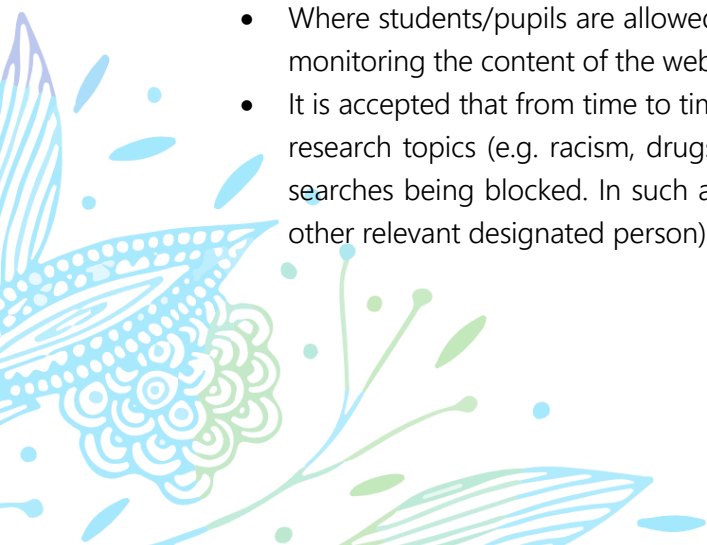 • Where students/pupils are allowed
monitoring the content of the web
• It is accepted that from time to tim
research topics (e.g. racism, drugs
searches being blocked. In such a
other relevant designated person)